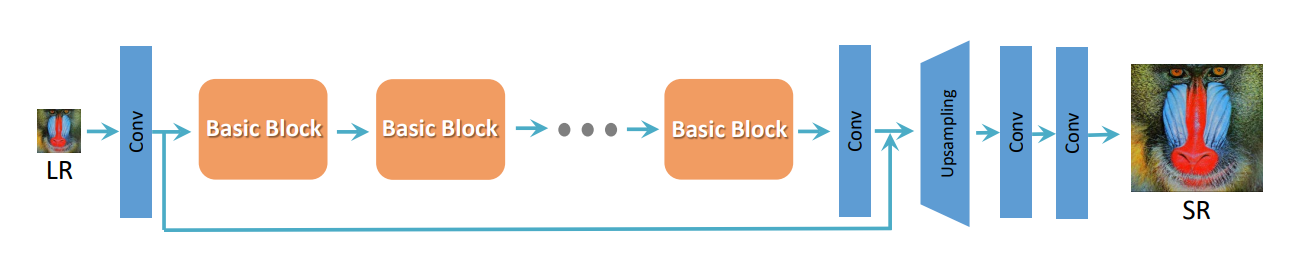 LR
Conv
Basic Block
Basic Block
Basic Block
Conv
Upsampling
Conv
Conv
SR